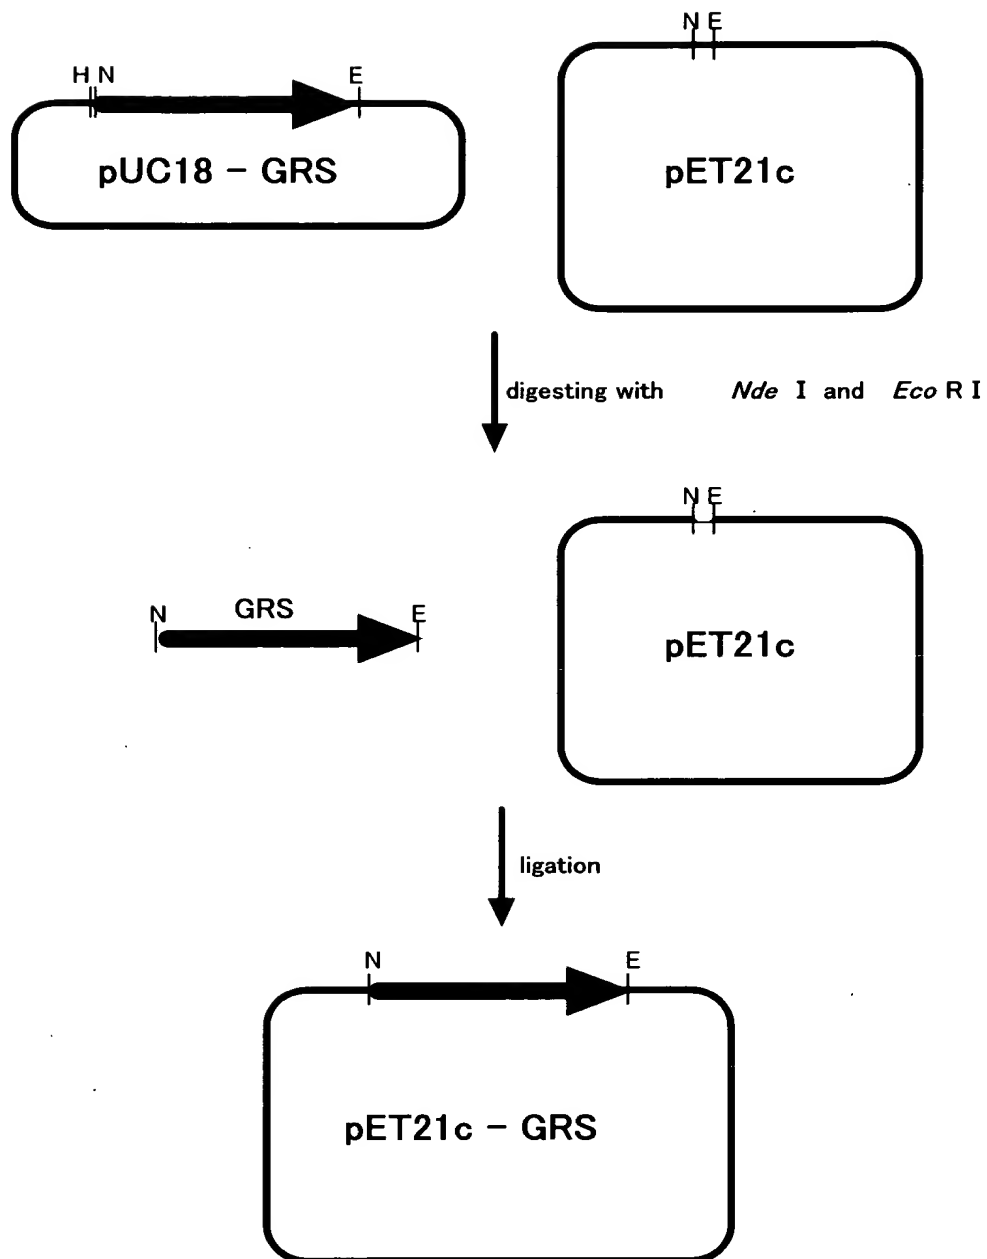 H N E
pUC18 – GRS
N E
pET21c
digesting with Nde I and Eco R I
N GRS E
N E
pET21c
ligation
N E
pET21c – GRS